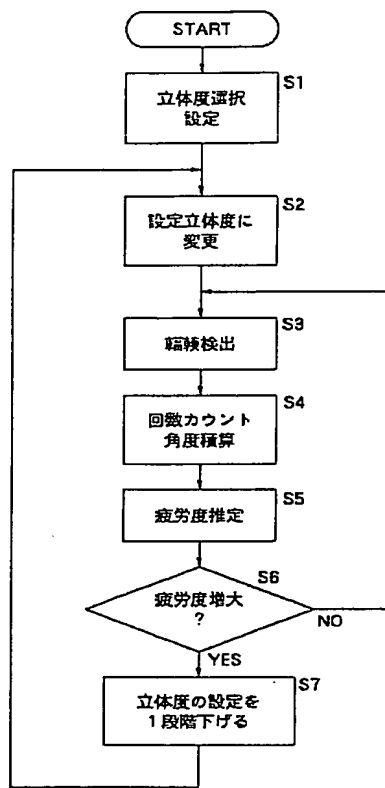 START
S1
立体度選択
設定
S2
設定立体度に
変更
S3
輻輳検出
S4
回数カウント
角度積算
S5
疲労度推定
S6
疲労度増大
?
NO
YES
S7
立体度の設定を
1段階下げる